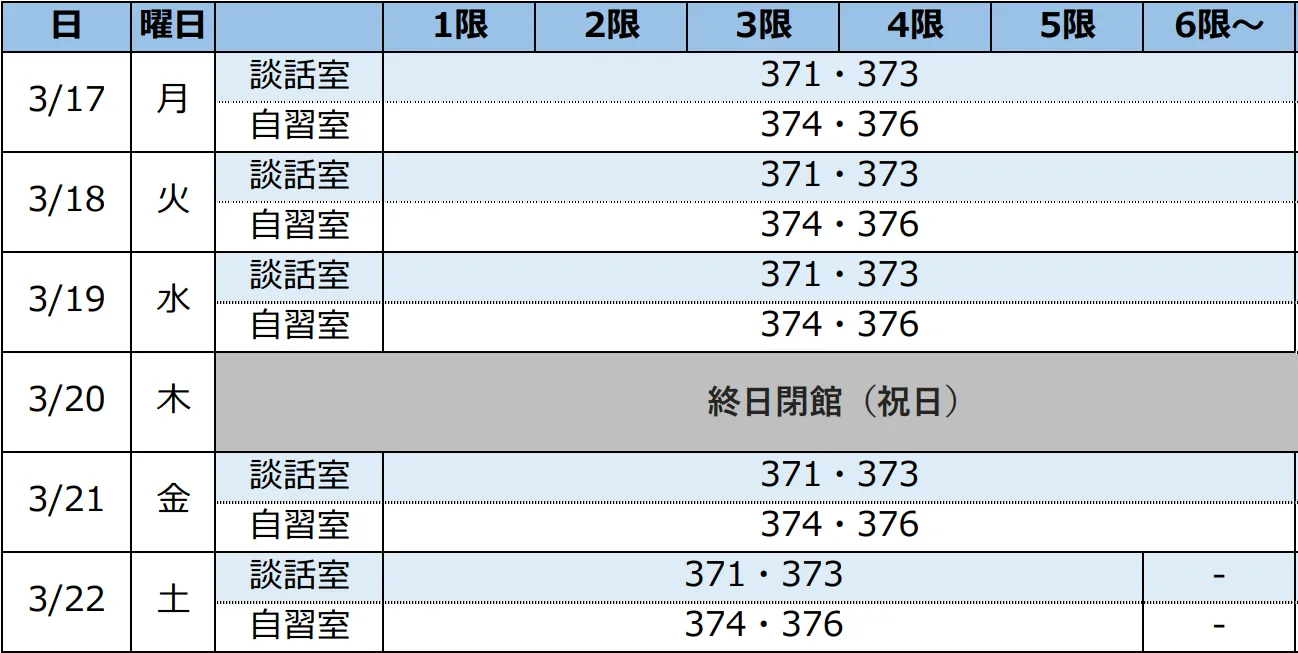 日 曜日 1限 2限 3限 4限 5限 6限～
3/17 月 談話室 371・373
自習室 374・376
3/18 火 談話室 371・373
自習室 374・376
3/19 水 談話室 371・373
自習室 374・376
3/20 木 終日閉館（祝日）
3/21 金 談話室 371・373
自習室 374・376
3/22 土 談話室 371・373 -
自習室 374・376 -